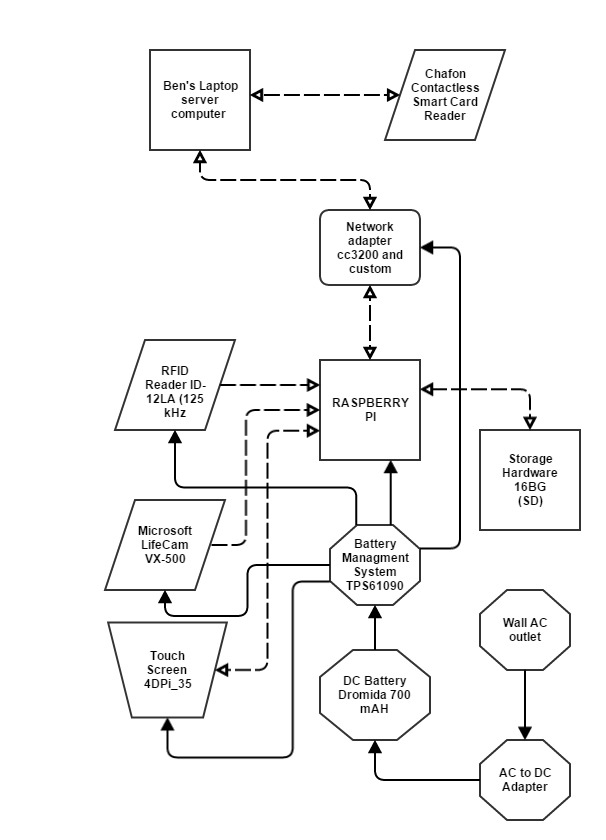 Ben's Laptop
server
computer
Chafon
Contactless
Smart Card
Reader
Network
adapter
cc3200 and
custom
RFID
Reader ID-
12LA (125
kHz
RASPBERRY
PI
Storage
Hardware
16BG
(SD)
Microsoft
LifeCam
VX-500
Battery
Managment
System
TPS61090
Wall AC
outlet
Touch
Screen
4DPi_35
DC Battery
Dromida 700
mAH
AC to DC
Adapter